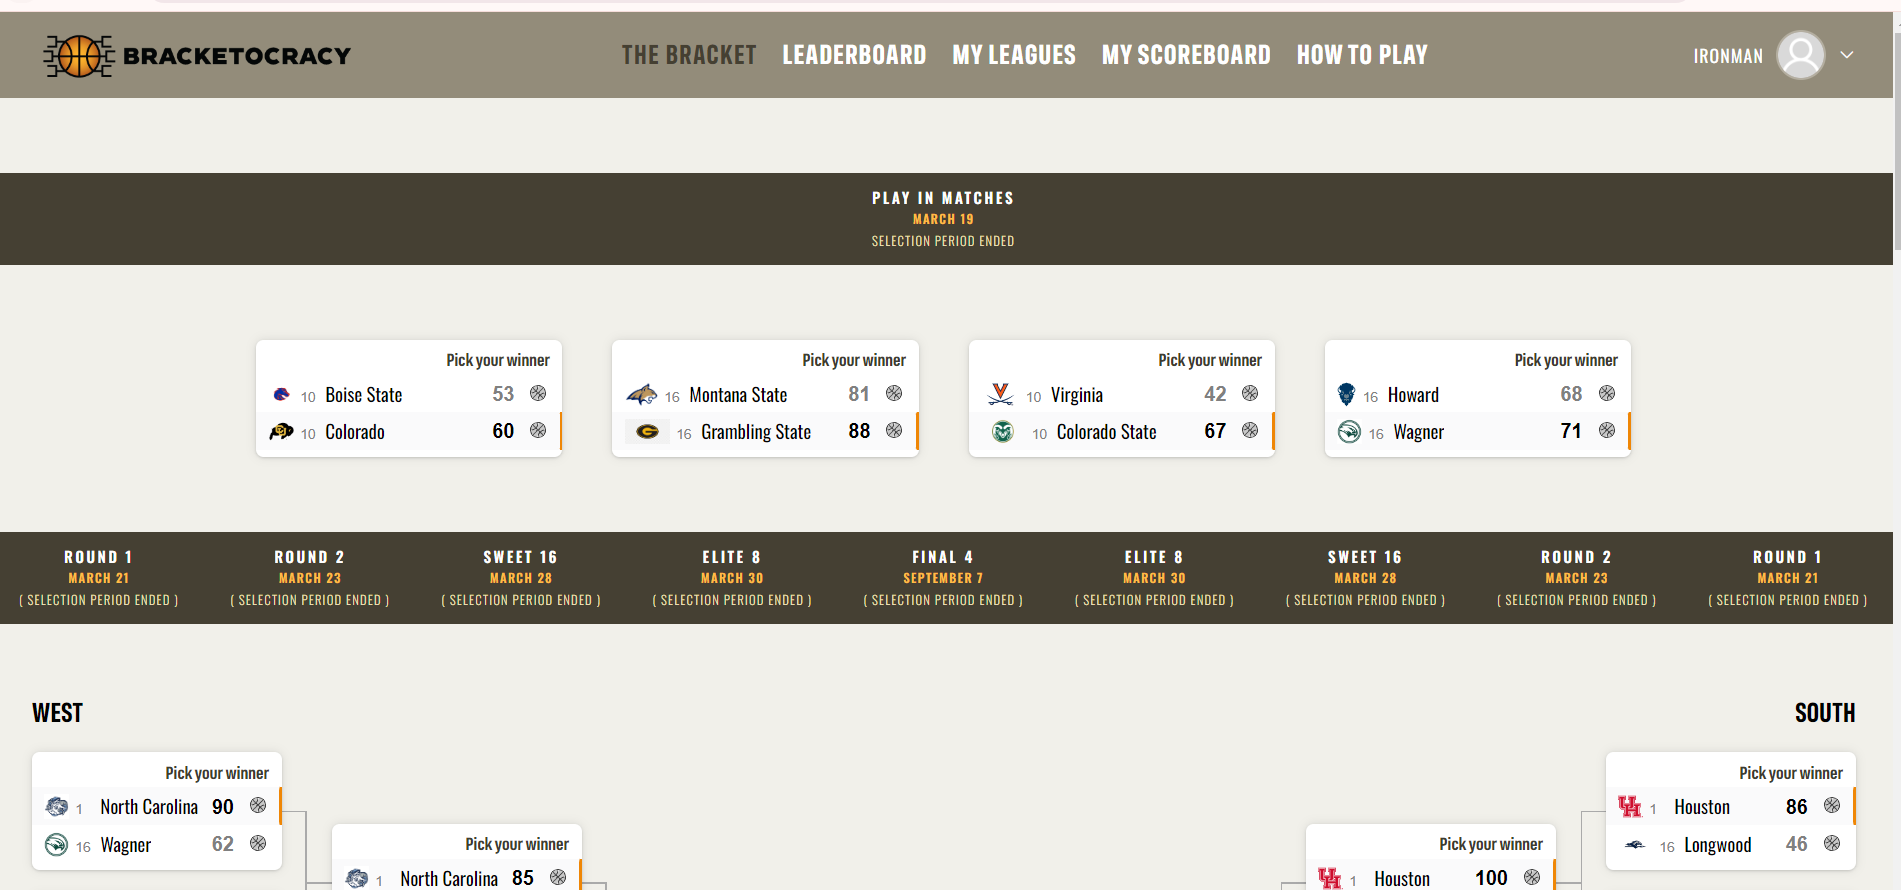 BRACKETOCRACY
THE BRACKET LEADERBOARD MY LEAGUES MY SCOREBOARD HOW TO PLAY
IRONMAN
PLAY IN MATCHES
MARCH 19
SELECTION PERIOD ENDED
Pick your winner
10 Boise State 53
10 Colorado 60
Pick your winner
16 Montana State 81
G 16 Grambling State 88
Pick your winner
10 Virginia 42
10 Colorado State 67
Pick your winner
16 Howard 68
16 Wagner 71
ROUND 1
MARCH 21
( SELECTION PERIOD ENDED )
ROUND 2
MARCH 23
( SELECTION PERIOD ENDED )
SWEET 16
MARCH 28
( SELECTION PERIOD ENDED )
ELITE 8
MARCH 30
( SELECTION PERIOD ENDED )
FINAL 4
SEPTEMBER 7
( SELECTION PERIOD ENDED )
ELITE 8
MARCH 30
( SELECTION PERIOD ENDED )
SWEET 16
MARCH 28
( SELECTION PERIOD ENDED )
ROUND 2
MARCH 23
( SELECTION PERIOD ENDED )
ROUND 1
MARCH 21
( SELECTION PERIOD ENDED )
WEST
Pick your winner
1 North Carolina 90
16 Wagner 62
Pick your winner
1 North Carolina 85
SOUTH
Pick your winner
UH 1 Houston 86
16 Longwood 46
Pick your winner
UH 1 Houston 100